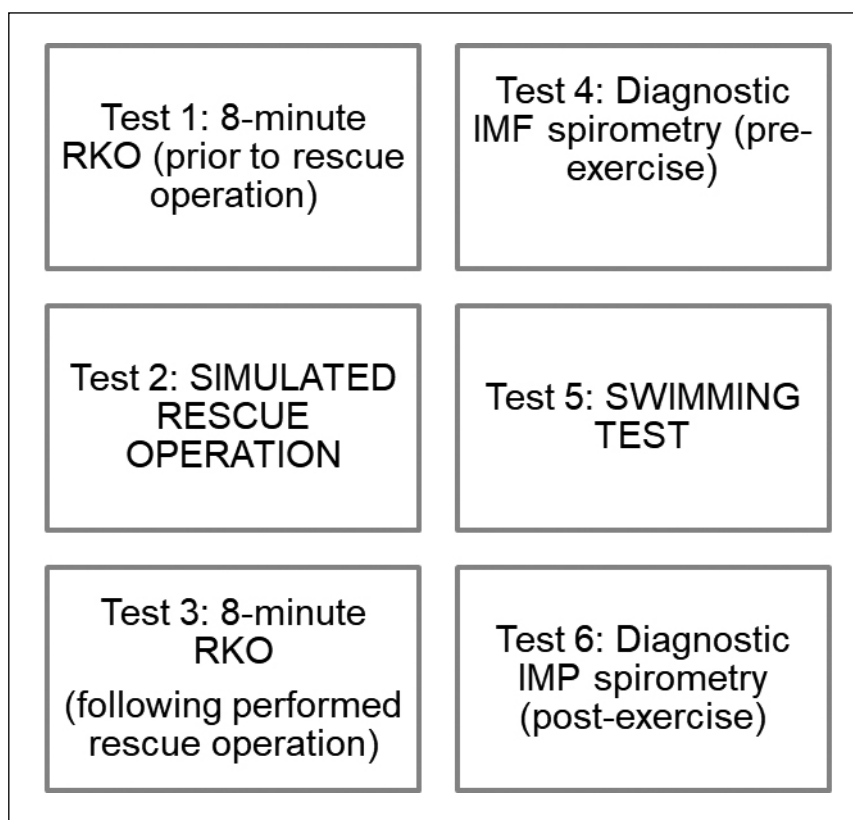 Test 1: 8-minute
RKO (prior to rescue
operation)
Test 2: SIMULATED
RESCUE
OPERATION
Test 3: 8-minute
RKO
(following performed
rescue operation)
Test 4: Diagnostic
IMF spirometry (pre-
exercise)
Test 5: SWIMMING
TEST
Test 6: Diagnostic
IMP spirometry
(post-exercise)